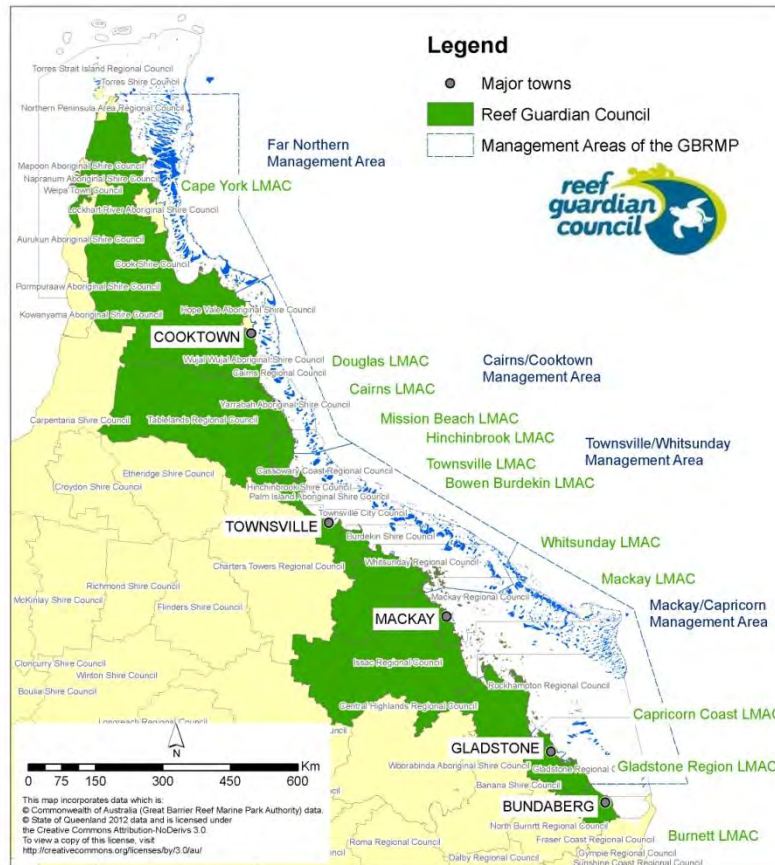 Legend
Major towns
Reef Guardian Council
Management Areas of the GBRMP
reef
guardian
council
Torres Strait Island Regional Council
Torres Shire Council
Northern Peninsula Area Regional Council
Far Northern
Management Area
Mapoon Aboriginal Shire Council
Napranum Aboriginal Shire Council
Weipa Town Council
Cape York LMAC
Lockhart River Aboriginal Shire Council
Aurukun Aboriginal Shire Council
Cook Shire Council
Pormpuraaw Aboriginal Shire Council
Hope Vale Aboriginal Shire Council
Kowanyama Aboriginal Shire Council
COOKTOWN
Wujal Wujal Aboriginal Shire Council
Douglas LMAC
Cairns/Cooktown
Management Area
Cairns Regional Council
Cairns LMAC
Yarrabah Aboriginal Shire Council
Carpentaria Shire Council
Tablelands Regional Council
Mission Beach LMAC
Hinchinbrook LMAC
Townsville/Whitsunday
Management Area
Croydon Shire Council
Etheridge Shire Council
Cassowary Coast Regional Council
Townsville LMAC
Hinchinbrook Shire Council
Bowen Burdekin LMAC
Palm Island Aboriginal Shire Council
TOWNSVILLE
Townsville City Council
Burdekin Shire Council
Whitsunday LMAC
Charters Towers Regional Council
Whitsunday Regional Council
Mackay LMAC
McKinlay Shire Council
Richmond Shire Council
Flinders Shire Council
Mackay Regional Council
Mackay/Capricorn
Management Area
MACKAY
Cloncurry Shire Council
Winton Shire Council
Boulia Shire Council
Issac Regional Council
Rockhampton Regional Council
Longreach Regional Council
Central Highlands Regional Council
Capricorn Coast LMAC
N
GLADSTONE
Woorabinda Aboriginal Shire Council
Gladstone Regional C
Gladstone Region LMAC
Km
0 75 150 300 450 600
Banana Shire Council
BUNDABERG
North Burnett Regional Council
Burnett LMAC
Fraser Coast Regional Council
Gympie Regional Council
Roma Regional Council
Dalby Regional Council
Sunshine Coast Regional Council
This map incorporates data which is:
© Commonwealth of Australia (Great Barrier Reef Marine Park Authority) data.
© State of Queenland 2012 data and is licensed under
the Creative Commons Attribution-NoDerivs 3.0
To view a copy of this license, visit
http://creativecommons.org/licenses/by/3.0/au/